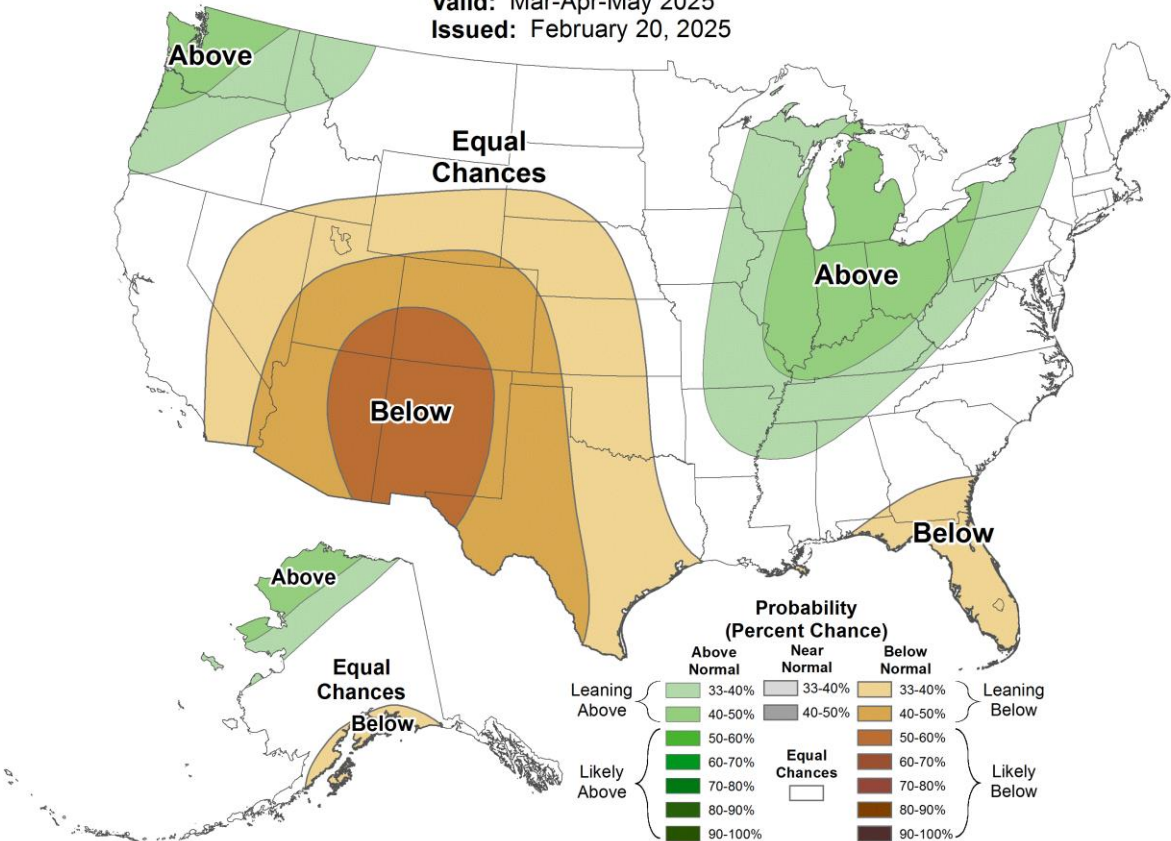 Valid: Mar-Apr-May 2025
Issued: February 20, 2025
Above
Equal
Chances
Above
Below
Below
Above
Equal
Chances
Below
Probability
(Percent Chance)
Above
Normal
Near
Normal
Below
Normal
Leaning
Above
33-40%
33-40%
33-40%
Leaning
Below
40-50%
40-50%
40-50%
Likely
Above
50-60%
60-70%
70-80%
80-90%
90-100%
Equal
Chances
50-60%
60-70%
70-80%
80-90%
90-100%
Likely
Below